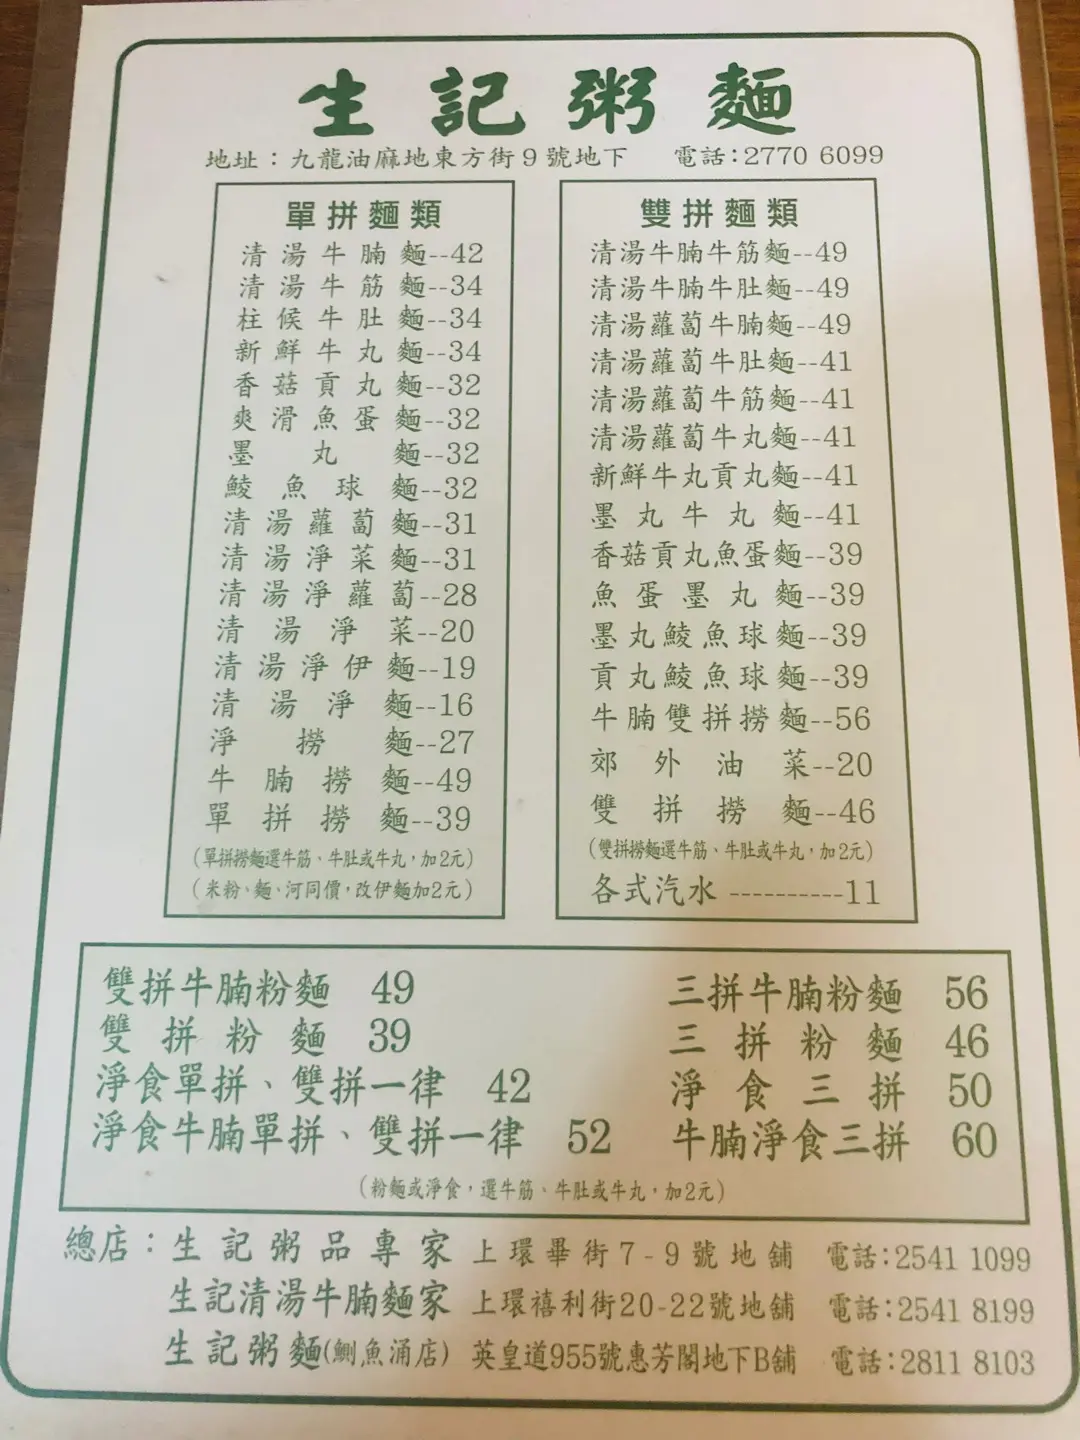 生記粥麵
地址：九龍油麻地東方街9號地下 電話：2770 6099
單拼麵類
清湯牛腩麵--42
清湯牛筋麵--34
柱候牛肚麵--34
新鮮牛丸麵--34
香菇貢丸麵--32
爽滑魚蛋麵--32
墨丸麵--32
鯪魚球麵--32
清湯蘿蔔麵--31
清湯淨菜麵--31
清湯淨蘿蔔--28
清湯淨菜--20
清湯淨伊麵--19
清湯淨麵--16
淨撈麵--27
牛腩撈麵--49
單拼撈麵--39
（單拼撈麵選牛筋、牛肚或牛丸，加2元）
（米粉、麵、河同價，改伊麵加2元）
雙拼麵類
清湯牛腩牛筋麵--49
清湯牛腩牛肚麵--49
清湯蘿蔔牛腩麵--49
清湯蘿蔔牛肚麵--41
清湯蘿蔔牛筋麵--41
清湯蘿蔔牛丸麵--41
新鮮牛丸貢丸麵--41
墨丸牛丸麵--41
香菇貢丸魚蛋麵--39
魚蛋墨丸麵--39
墨丸鯪魚球麵--39
貢丸鯪魚球麵--39
牛腩雙拼撈麵--56
郊外油菜--20
雙拼撈麵--46
（雙拼撈麵選牛筋、牛肚或牛丸，加2元）
各式汽水----------11
雙拼牛腩粉麵 49
雙拼粉麵 39
淨食單拼、雙拼一律 42
淨食牛腩單拼、雙拼一律 52
三拼牛腩粉麵 56
三拼粉麵 46
淨食三拼 50
牛腩淨食三拼 60
（粉麵或淨食，選牛筋、牛肚或牛丸，加2元）
總店：生記粥品專家 上環畢街7-9號地舖 電話：2541 1099
生記清湯牛腩麵家 上環禧利街20-22號地舖 電話：2541 8199
生記粥麵（鰂魚涌店） 英皇道955號惠芳閣地下B舖 電話：2811 8103